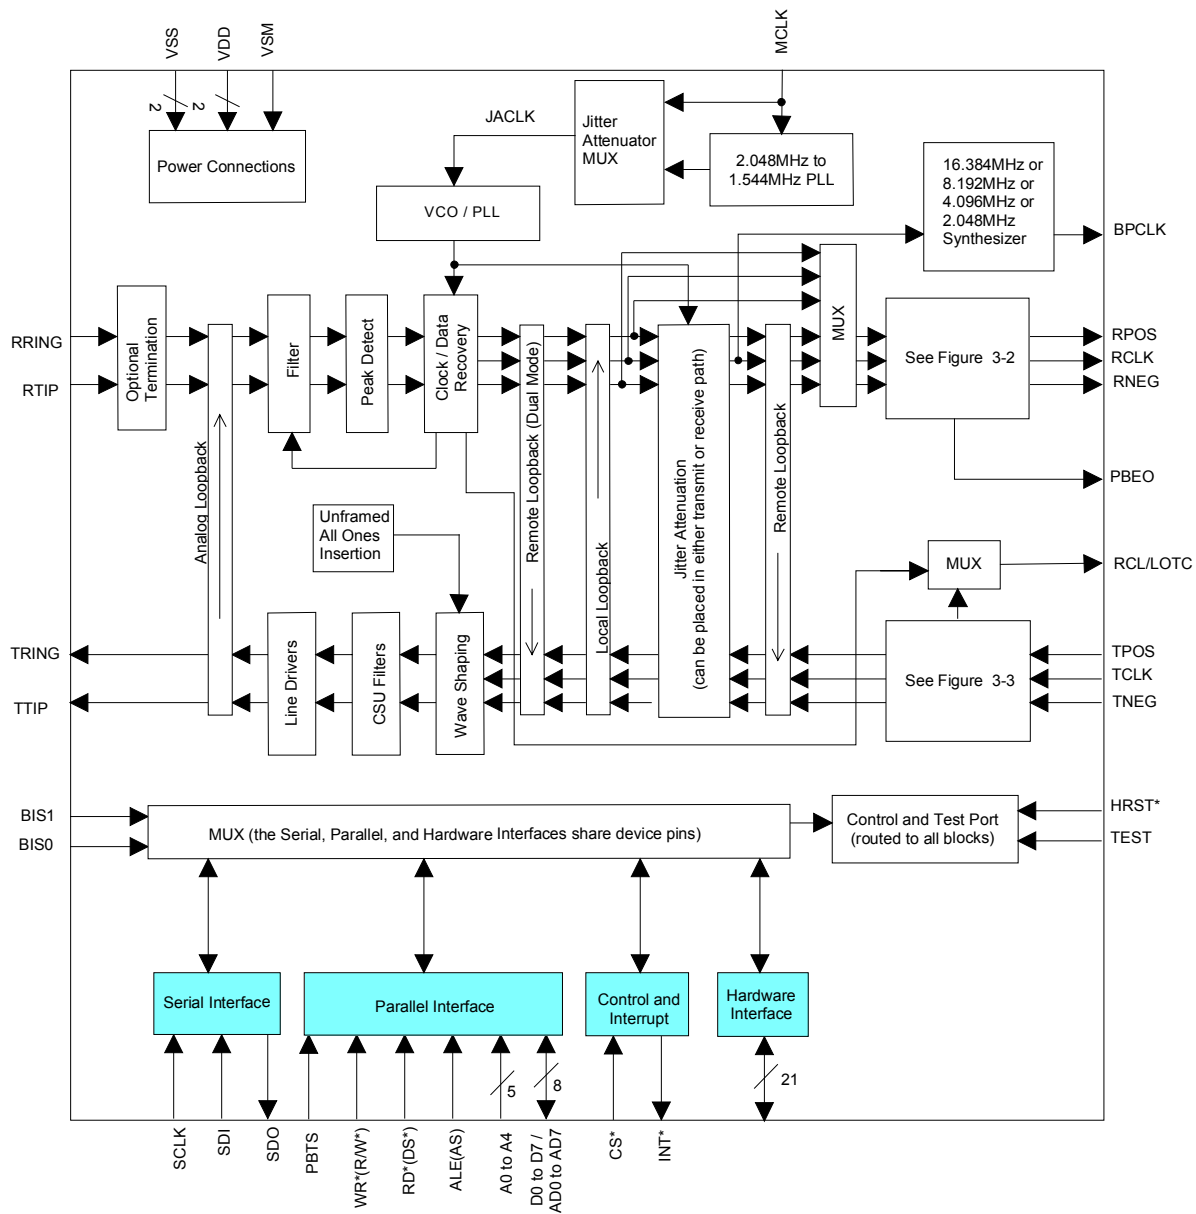 VSS
VDD
VSM
MCLK
2
2
Power Connections
JACLK
Jitter
Attenuator
MUX
2.048MHz to
1.544MHz PLL
16.384MHz or
8.192MHz or
4.096MHz or
2.048MHz
Synthesizer
BPCLK
VCO / PLL
RRING
RTIP
Optional
Termination
Analog Loopback
Filter
Peak Detect
Clock / Data
Recovery
Remote Loopback (Dual Mode)
Local Loopback
Jitter Attenuation
(can be placed in either transmit or receive path)
Remote Loopback
MUX
See Figure 3-2
RPOS
RCLK
RNEG
PBEO
Unframed
All Ones
Insertion
MUX
RCL/LOTC
TRING
TTIP
Line Drivers
CSU Filters
Wave Shaping
See Figure 3-3
TPOS
TCLK
TNEG
BIS1
BIS0
MUX (the Serial, Parallel, and Hardware Interfaces share device pins)
Control and Test Port
(routed to all blocks)
HRST*
TEST
Serial Interface
Parallel Interface
Control and
Interrupt
Hardware
Interface
5
8
21
SCLK
SDI
SDO
PBTS
WR*(R/W*)
RD*(DS*)
ALE(AS)
A0 to A4
D0 to D7 /
AD0 to AD7
CS*
INT*